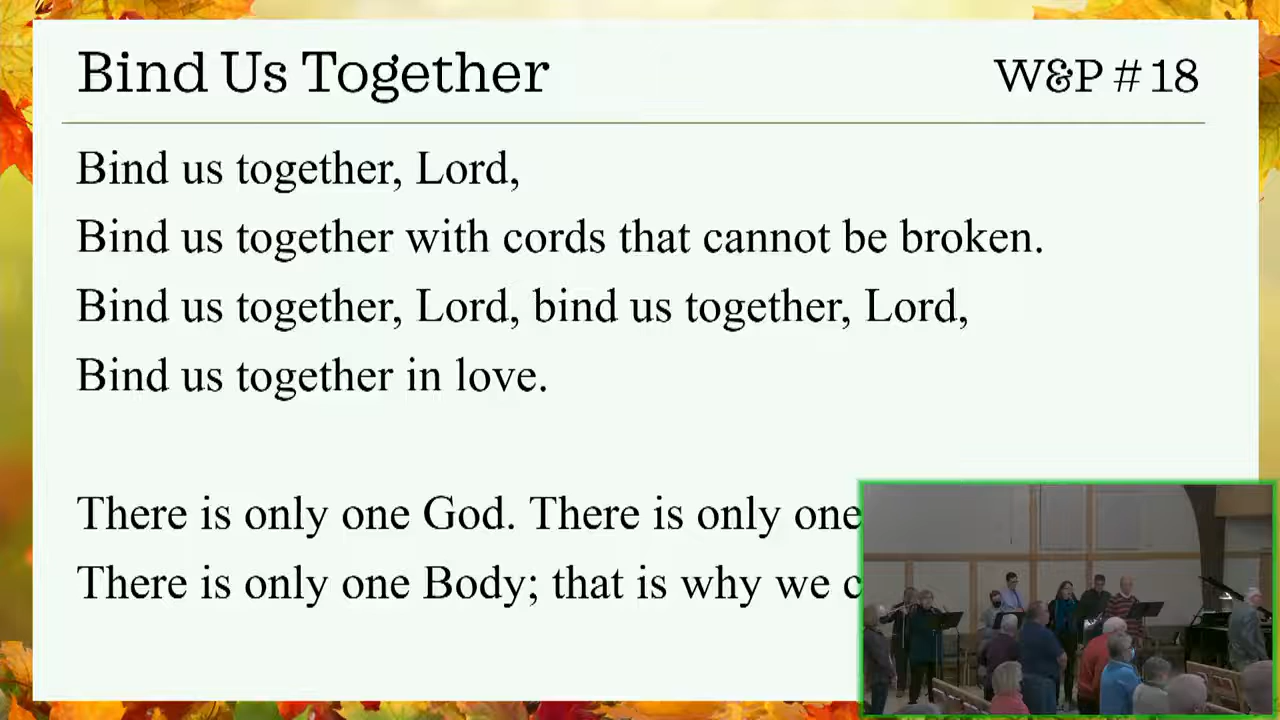 Bind Us Together W&P # 18
Bind us together, Lord,
Bind us together with cords that cannot be broken.
Bind us together, Lord, bind us together, Lord,
Bind us together in love.
There is only one God. There is only one
There is only one Body; that is why we c